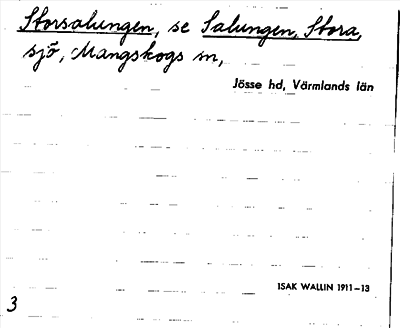 Storsalungen, se Salungen, Stora,
sjö, Mangskogs sn,
Jösse hd, Värmlands län
ISAK WALLIN 1911–13
3